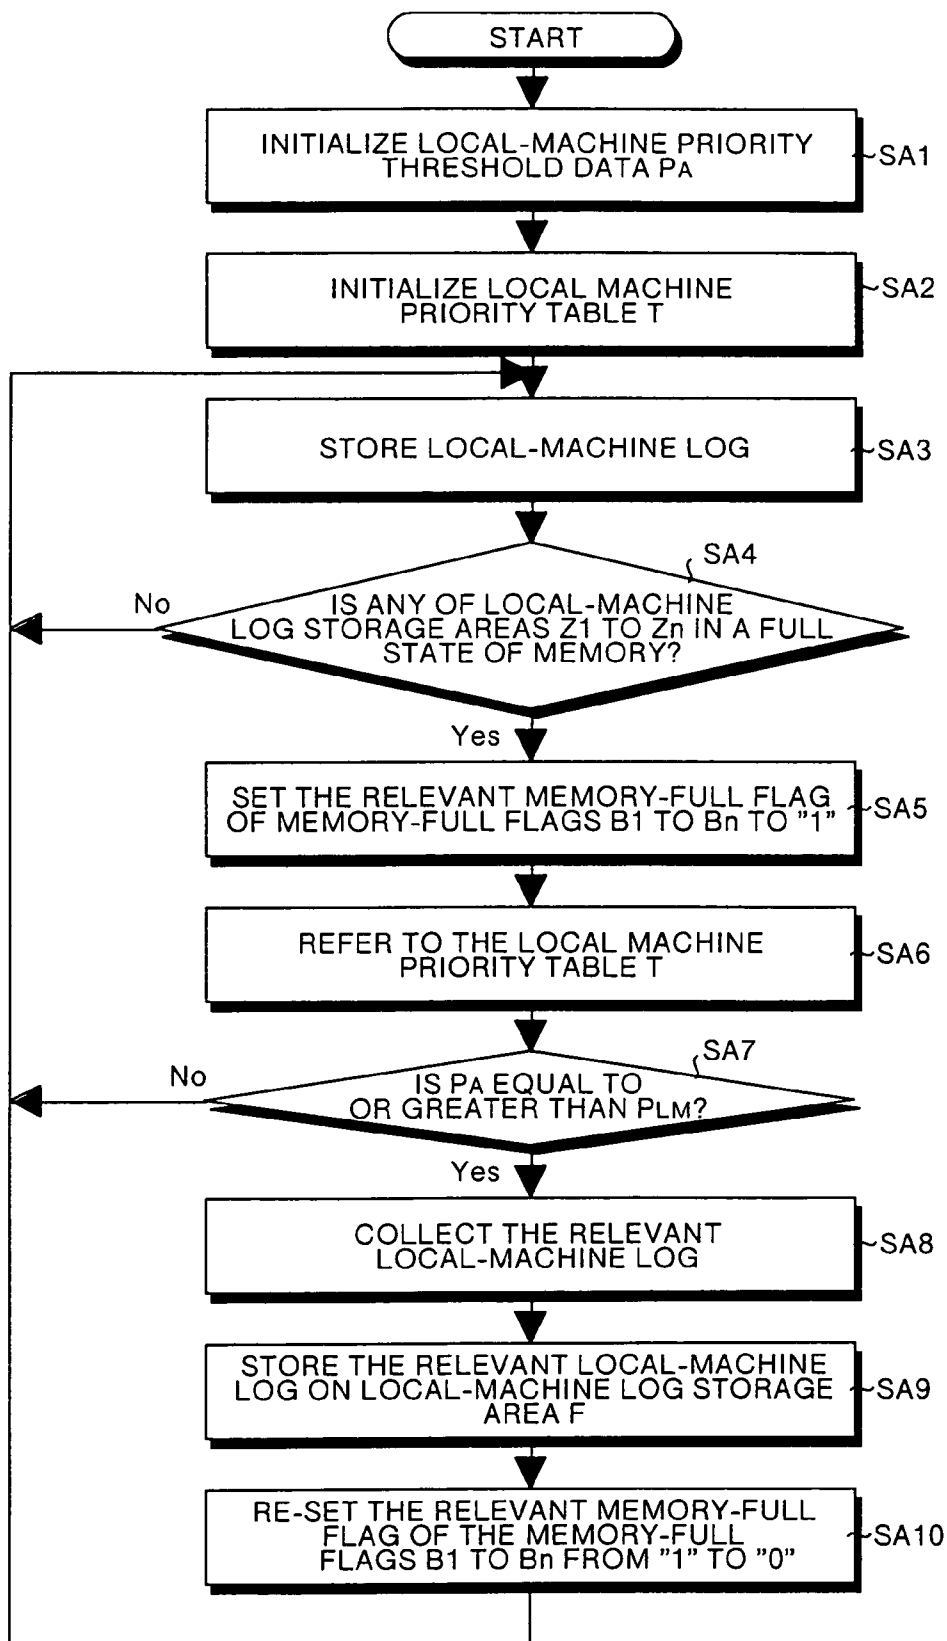 START
INITIALIZE LOCAL-MACHINE PRIORITY
THRESHOLD DATA PA
SA1
INITIALIZE LOCAL MACHINE
PRIORITY TABLE T
SA2
STORE LOCAL-MACHINE LOG
SA3
SA4
No
IS ANY OF LOCAL-MACHINE
LOG STORAGE AREAS Z1 TO Zn IN A FULL
STATE OF MEMORY?
Yes
SET THE RELEVANT MEMORY-FULL FLAG
OF MEMORY-FULL FLAGS B1 TO Bn TO "1"
SA5
REFER TO THE LOCAL MACHINE
PRIORITY TABLE T
SA6
SA7
No
IS PA EQUAL TO
OR GREATER THAN PLM?
Yes
COLLECT THE RELEVANT
LOCAL-MACHINE LOG
SA8
STORE THE RELEVANT LOCAL-MACHINE
LOG ON LOCAL-MACHINE LOG STORAGE
AREA F
SA9
RE-SET THE RELEVANT MEMORY-FULL
FLAG OF THE MEMORY-FULL
FLAGS B1 TO Bn FROM "1" TO "0"
SA10